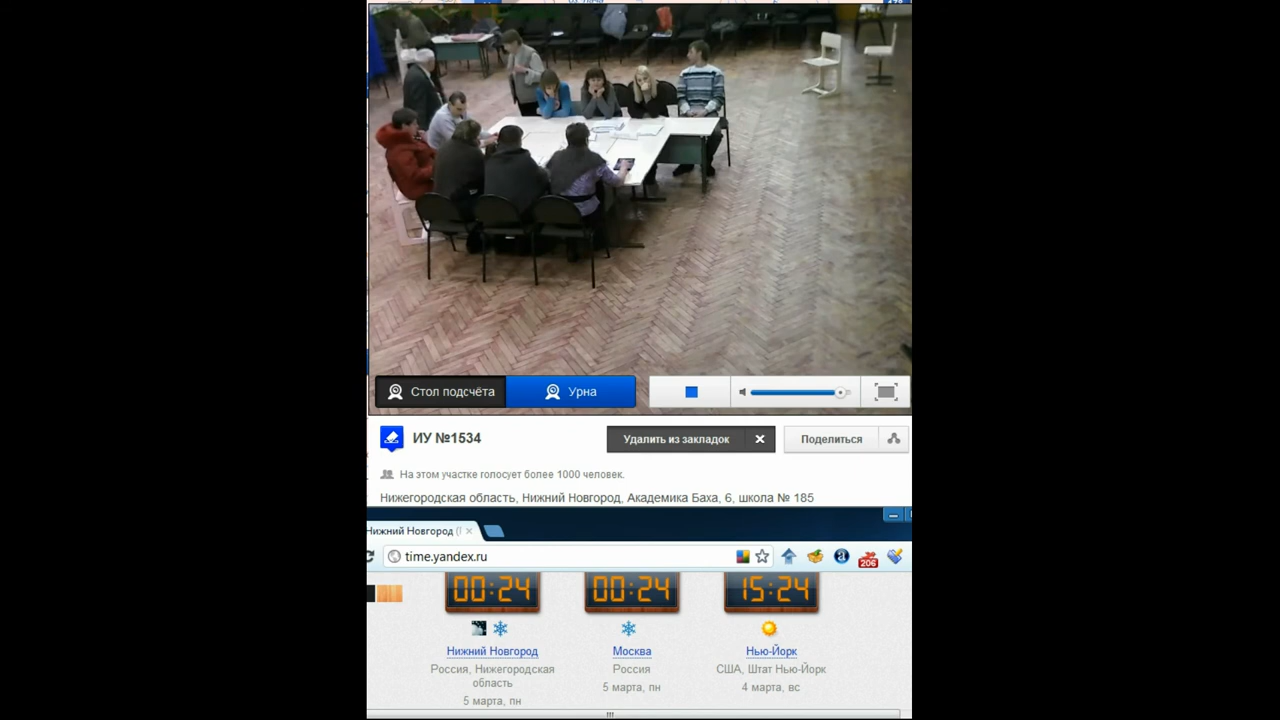 Стол подсчёта
Урна
ИУ №1534
Удалить из закладок
Поделиться
На этом участке голосует более 1000 человек.
Нижегородская область, Нижний Новгород, Академика Баха, 6, школа № 185
Нижний Новгород (
time.yandex.ru
206
00:24 00:24 15:24
Нижний Новгород Москва Нью-Йорк
Россия, Нижегородская Россия США, Штат Нью-Йорк
область 5 марта, пн 4 марта, вс
5 марта, пн